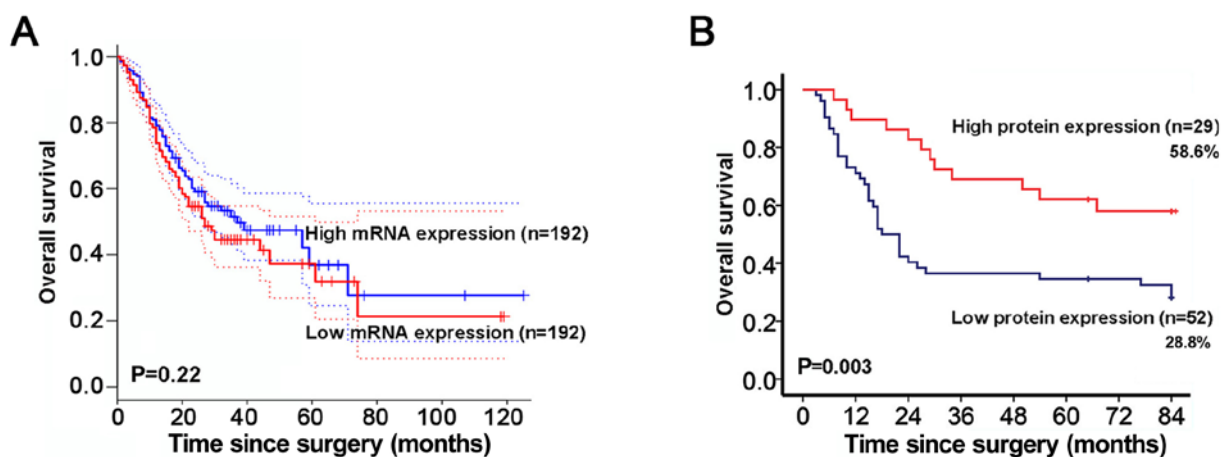 A
Overall survival
1.0
0.8
0.6
0.4
0.2
0.0
High mRNA expression (n=192)
Low mRNA expression (n=192)
P=0.22
0 20 40 60 80 100 120
Time since surgery (months)
B
Overall survival
1.0
0.8
0.6
0.4
0.2
0.0
High protein expression (n=29)
58.6%
Low protein expression (n=52)
28.8%
P=0.003
0 12 24 36 48 60 72 84
Time since surgery (months)